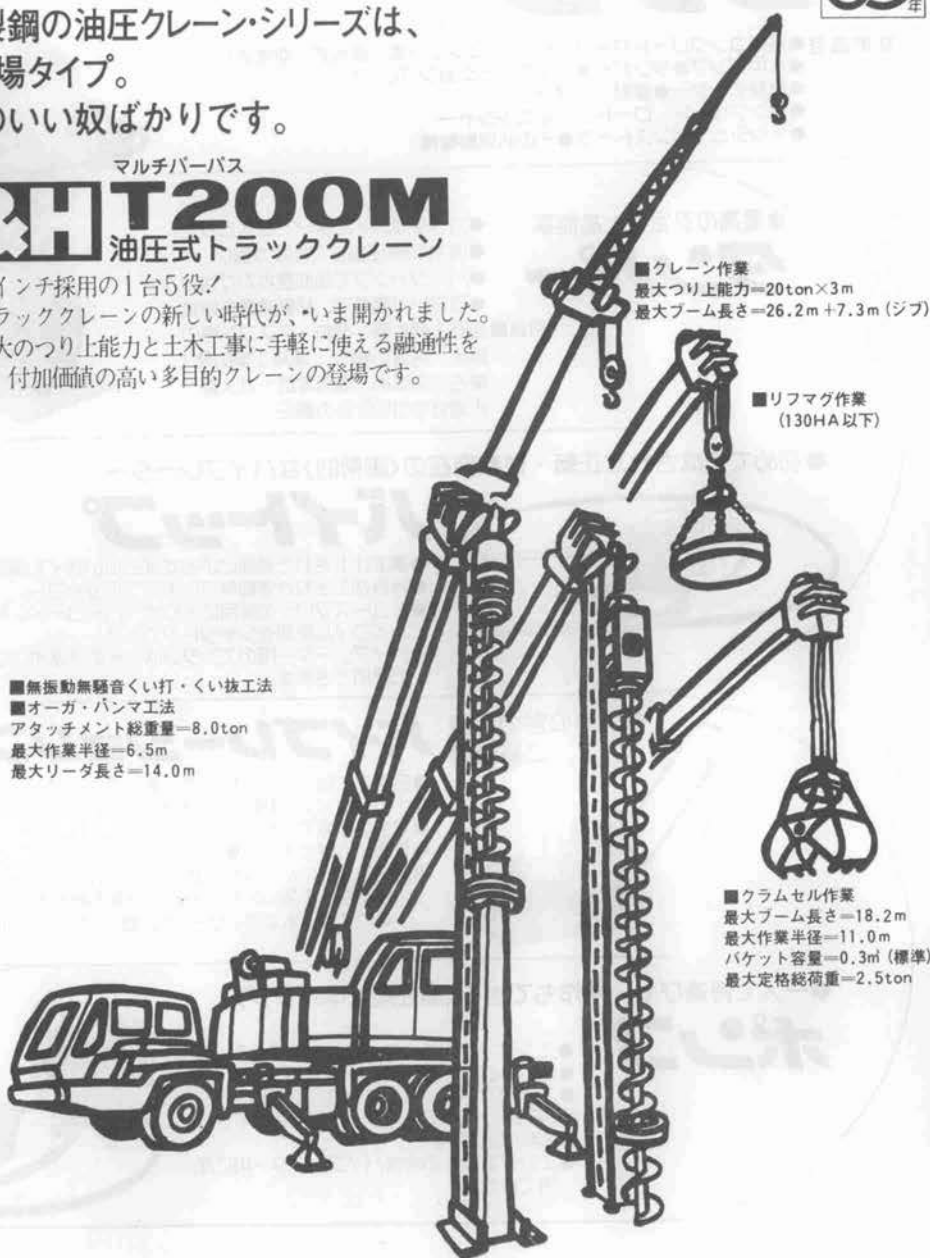 製鋼の油圧クレーン・シリーズは、
場タイプ。
のいい奴ばかりです。
年
マルチパーパス
T200M
油圧式トラッククレーン
インチ採用の1台5役!
ラッククレーンの新しい時代が、いま開かれました。
大のつり上能力と土木工事に手軽に使える融通性を
付加価値の高い多目的クレーンの登場です。
■クレーン作業
最大つり上能力=20ton×3m
最大ブーム長さ=26.2m+7.3m(ジブ)
■リフマグ作業
(130HA以下)
■無振動無騒音くい打・くい抜工法
■オーガ・バンマ工法
アタッチメント総重量=8.0ton
最大作業半径=6.5m
最大リーダ長さ=14.0m
■クラムセル作業
最大ブーム長さ=18.2m
最大作業半径=11.0m
バケット容量=0.3㎥(標準)
最大定格総荷重=2.5ton